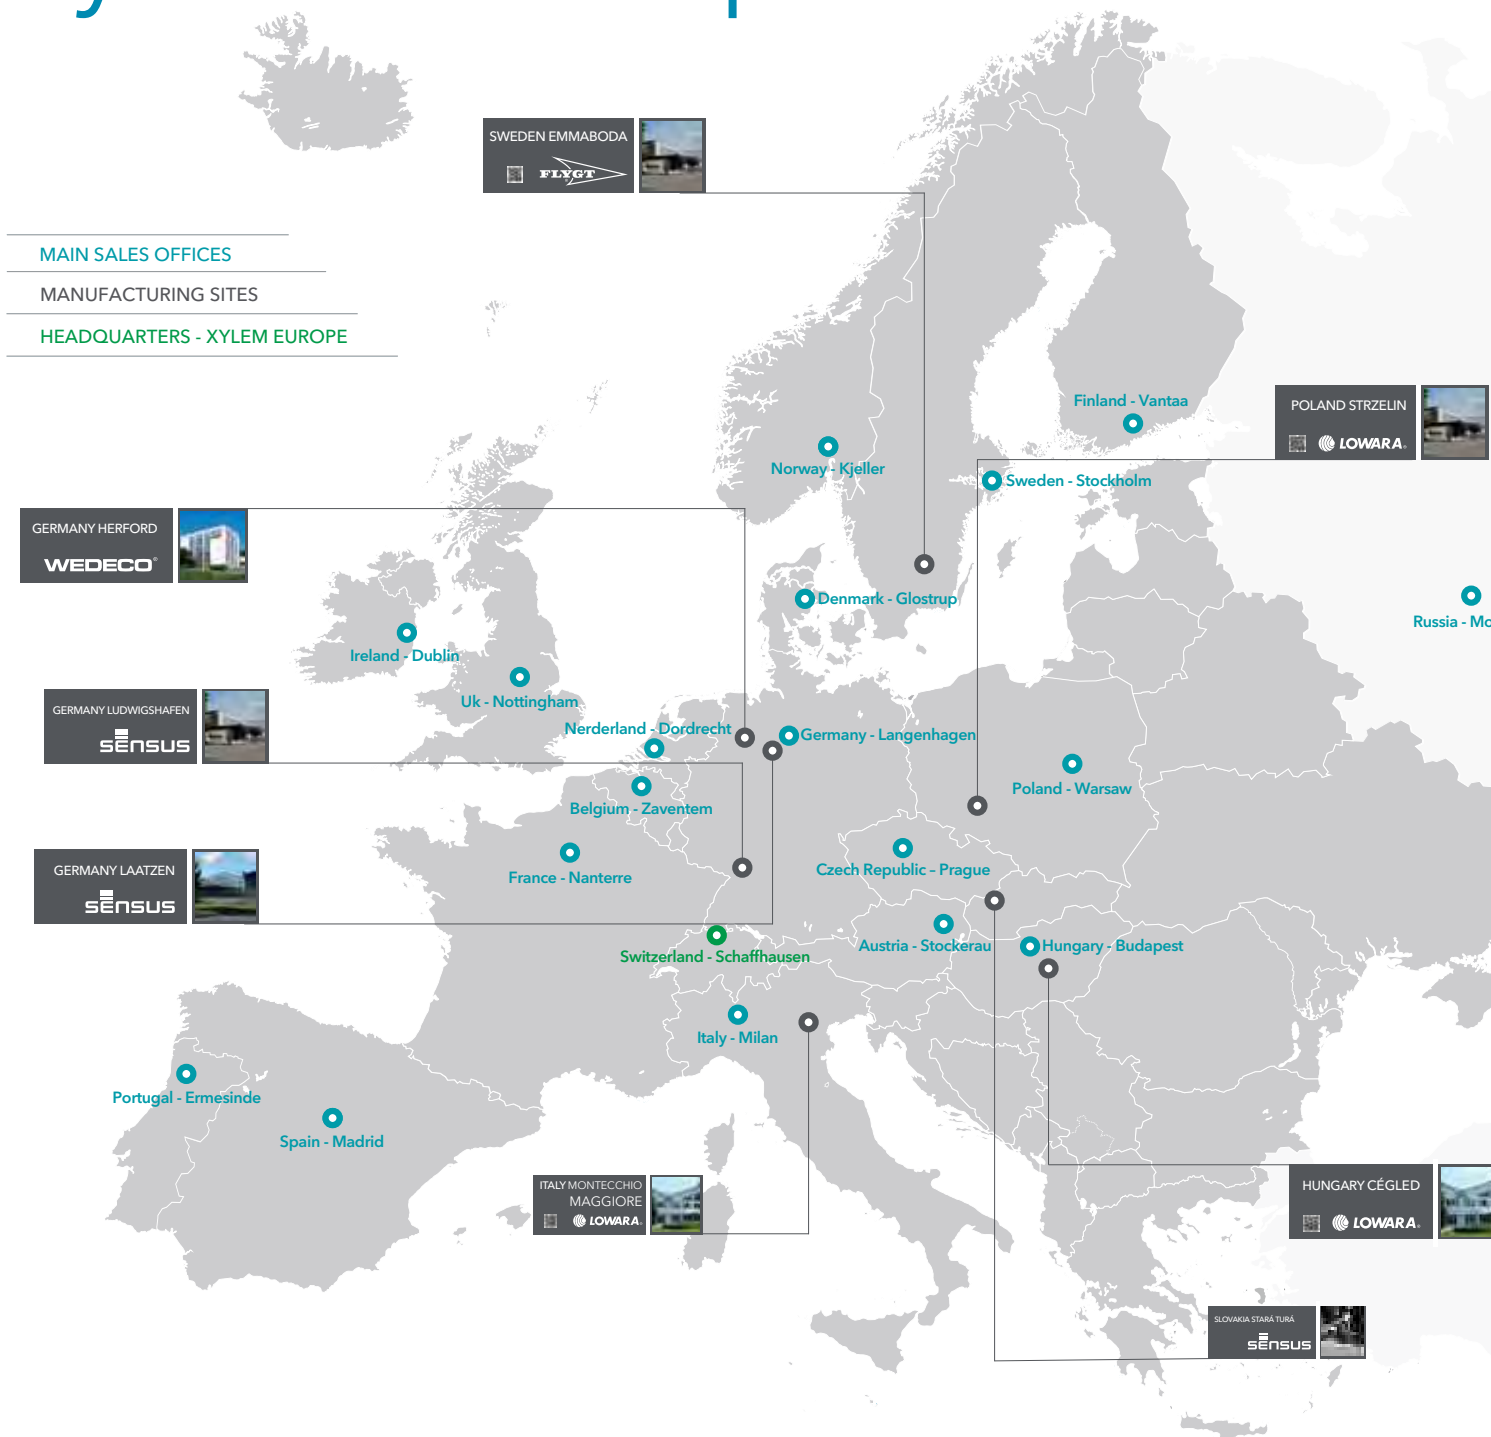 SWEDEN EMMABODA
FLYGT
MAIN SALES OFFICES
MANUFACTURING SITES
HEADQUARTERS - XYLEM EUROPE
Finland - Vantaa
POLAND STRZELIN
LOWARA
Norway - Kjeller
Sweden - Stockholm
GERMANY HERFORD
WEDECO®
Denmark - Glostrup
Russia - Mo
Ireland - Dublin
Uk - Nottingham
GERMANY LUDWIGSHAFEN
sensus
Nerderland - Dordrecht
Germany - Langenhagen
Poland - Warsaw
Belgium - Zaventem
GERMANY LAATZEN
sensus
France - Nanterre
Czech Republic – Prague
Austria - Stockerau
Hungary - Budapest
Switzerland - Schaffhausen
Italy - Milan
Portugal - Ermesinde
Spain - Madrid
ITALY MONTECCHIO
MAGGIORE
LOWARA
HUNGARY CÉGLED
LOWARA
SLOVAKIA STARÁ TURÁ
sensus